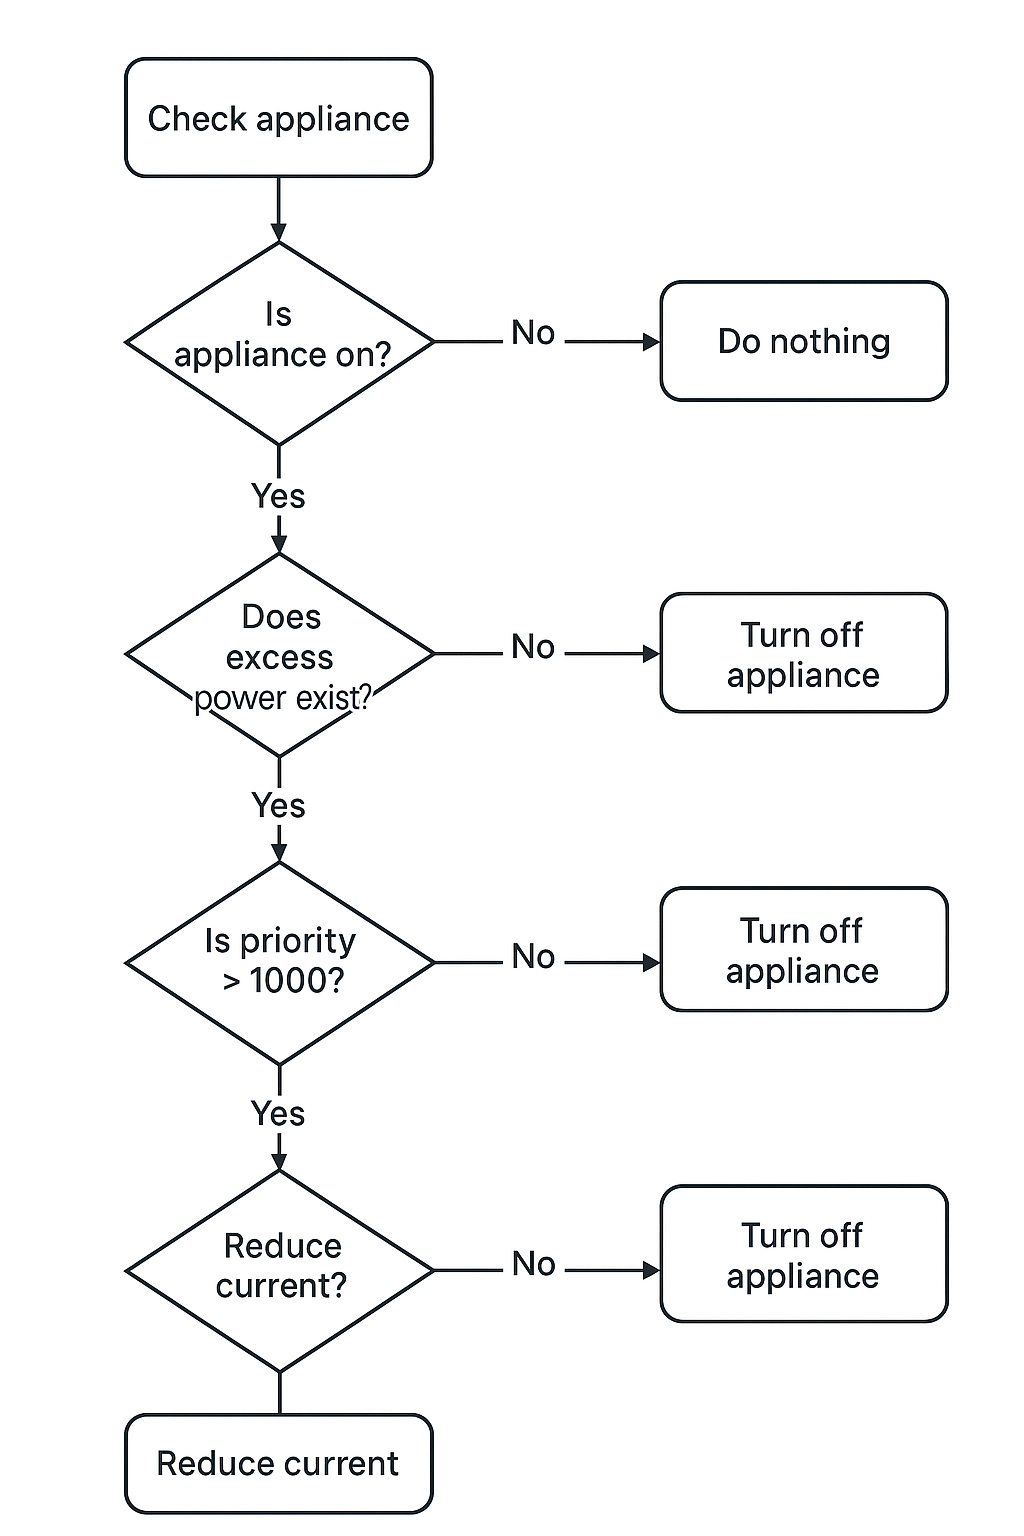 Check appliance
Is
appliance on?
No
Do nothing
Yes
Does
excess
power exist?
No
Turn off
appliance
Yes
Is priority
> 1000?
No
Turn off
appliance
Yes
Reduce
current?
No
Turn off
appliance
Reduce current